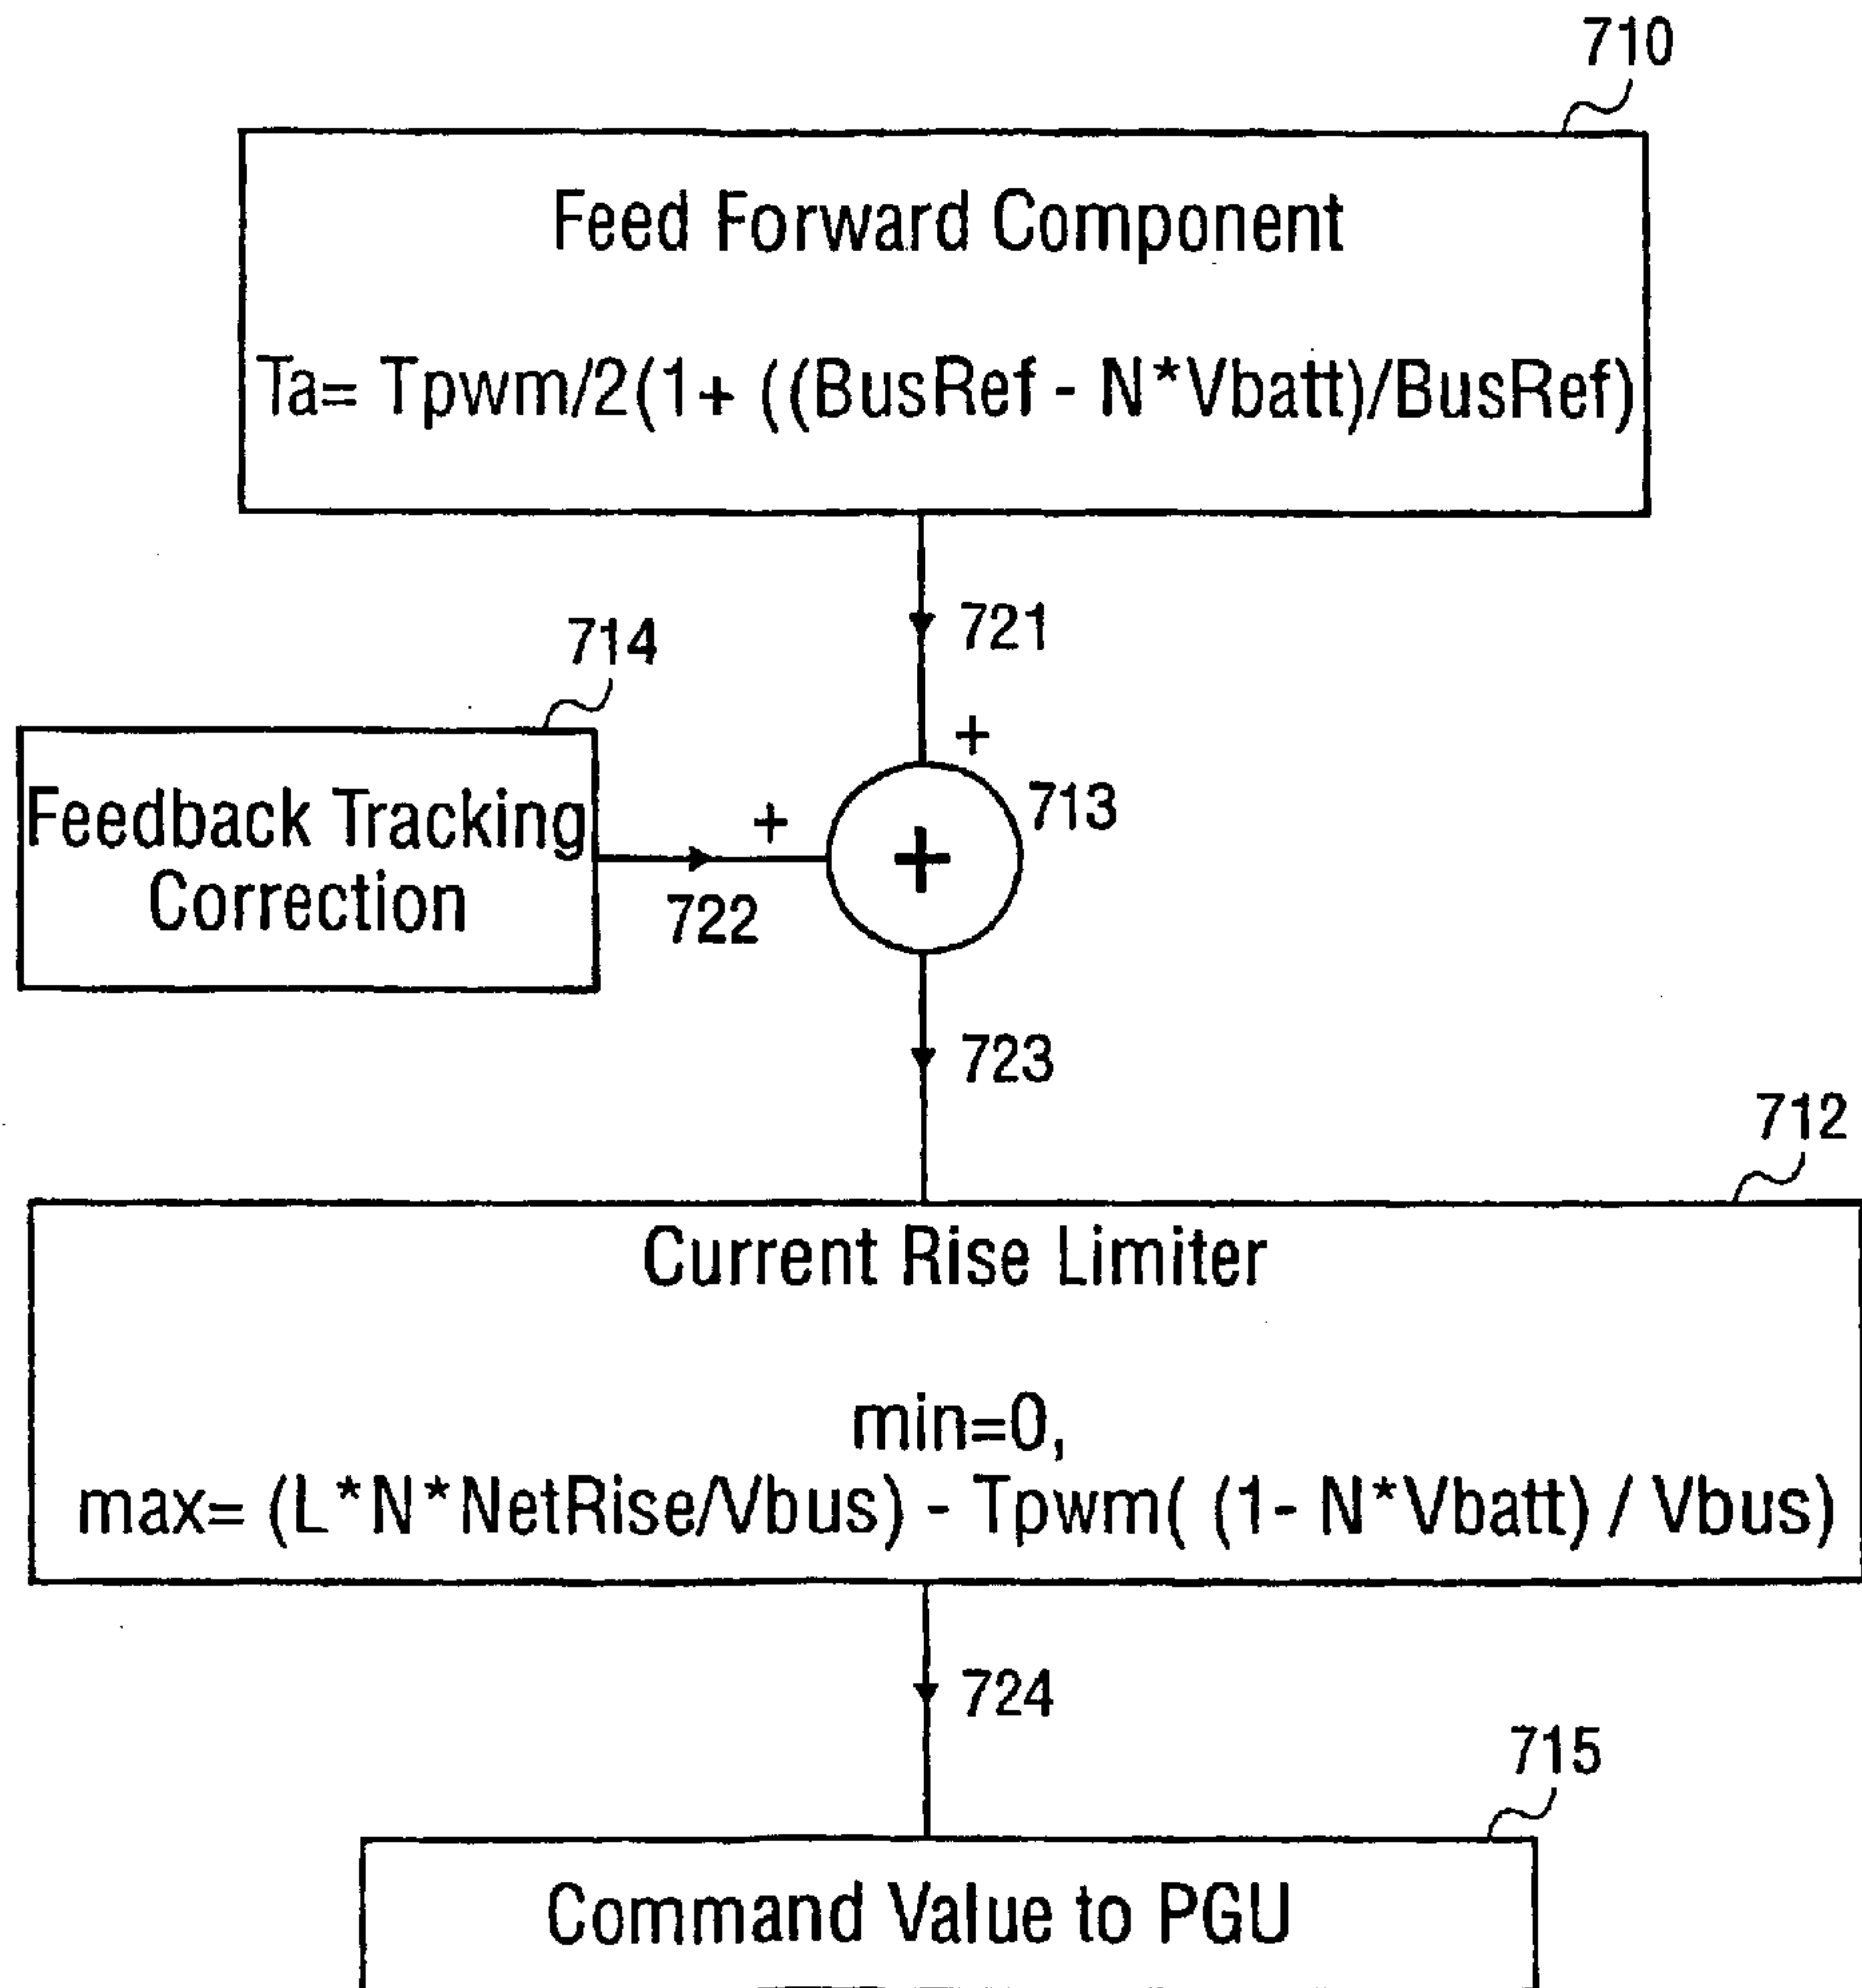 710
Feed Forward Component
Ta= Tpwm/2(1+ ((BusRef - N*Vbatt)/BusRef)
721
714
+
713
Feedback Tracking
Correction
+
+
722
723
712
Current Rise Limiter
min=0,
max= (L*N*NetRise/Vbus) - Tpwm( (1- N*Vbatt) / Vbus)
724
715
Command Value to PGU